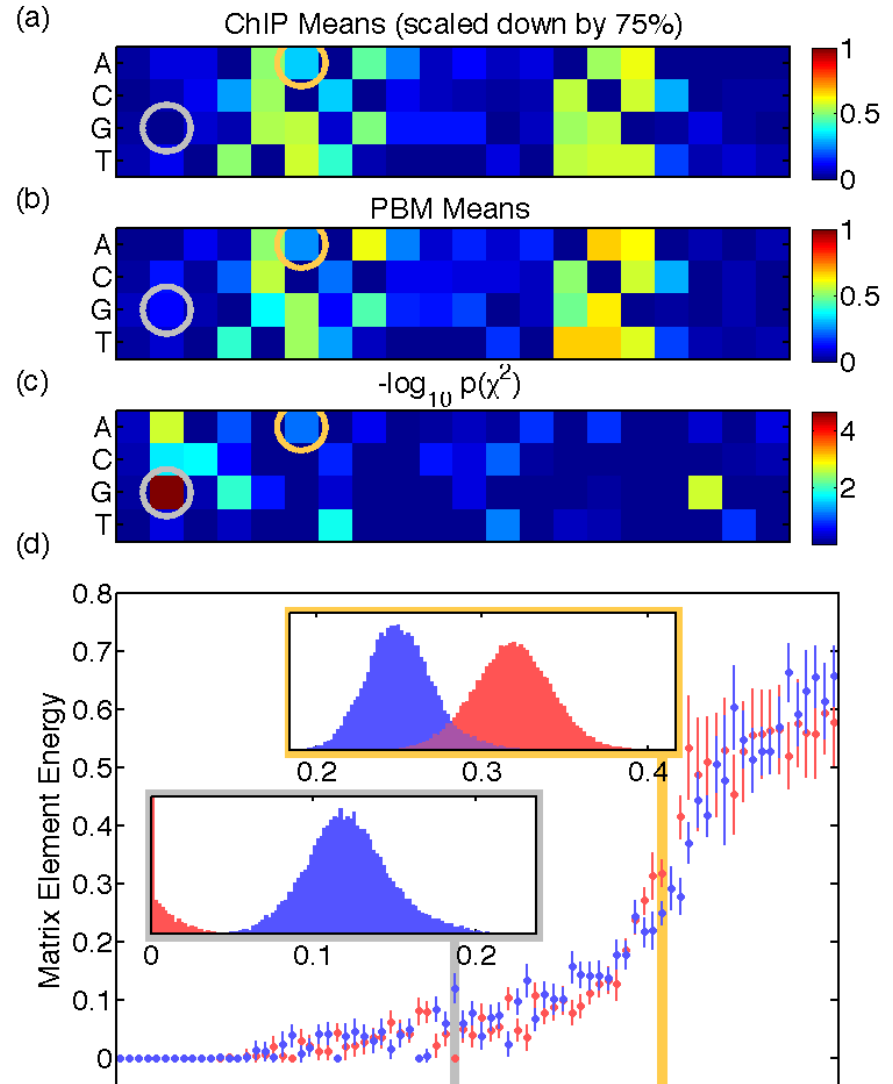 (a)
ChIP Means (scaled down by 75%)
A
C
G
T
1
0.5
0
(b)
PBM Means
A
C
G
T
1
0.5
0
(c)
-log₁₀ p(χ²)
A
C
G
T
4
2
(d)
Matrix Element Energy
0.8
0.7
0.6
0.5
0.4
0.3
0.2
0.1
0
0.2 0.3 0.4
0 0.1 0.2